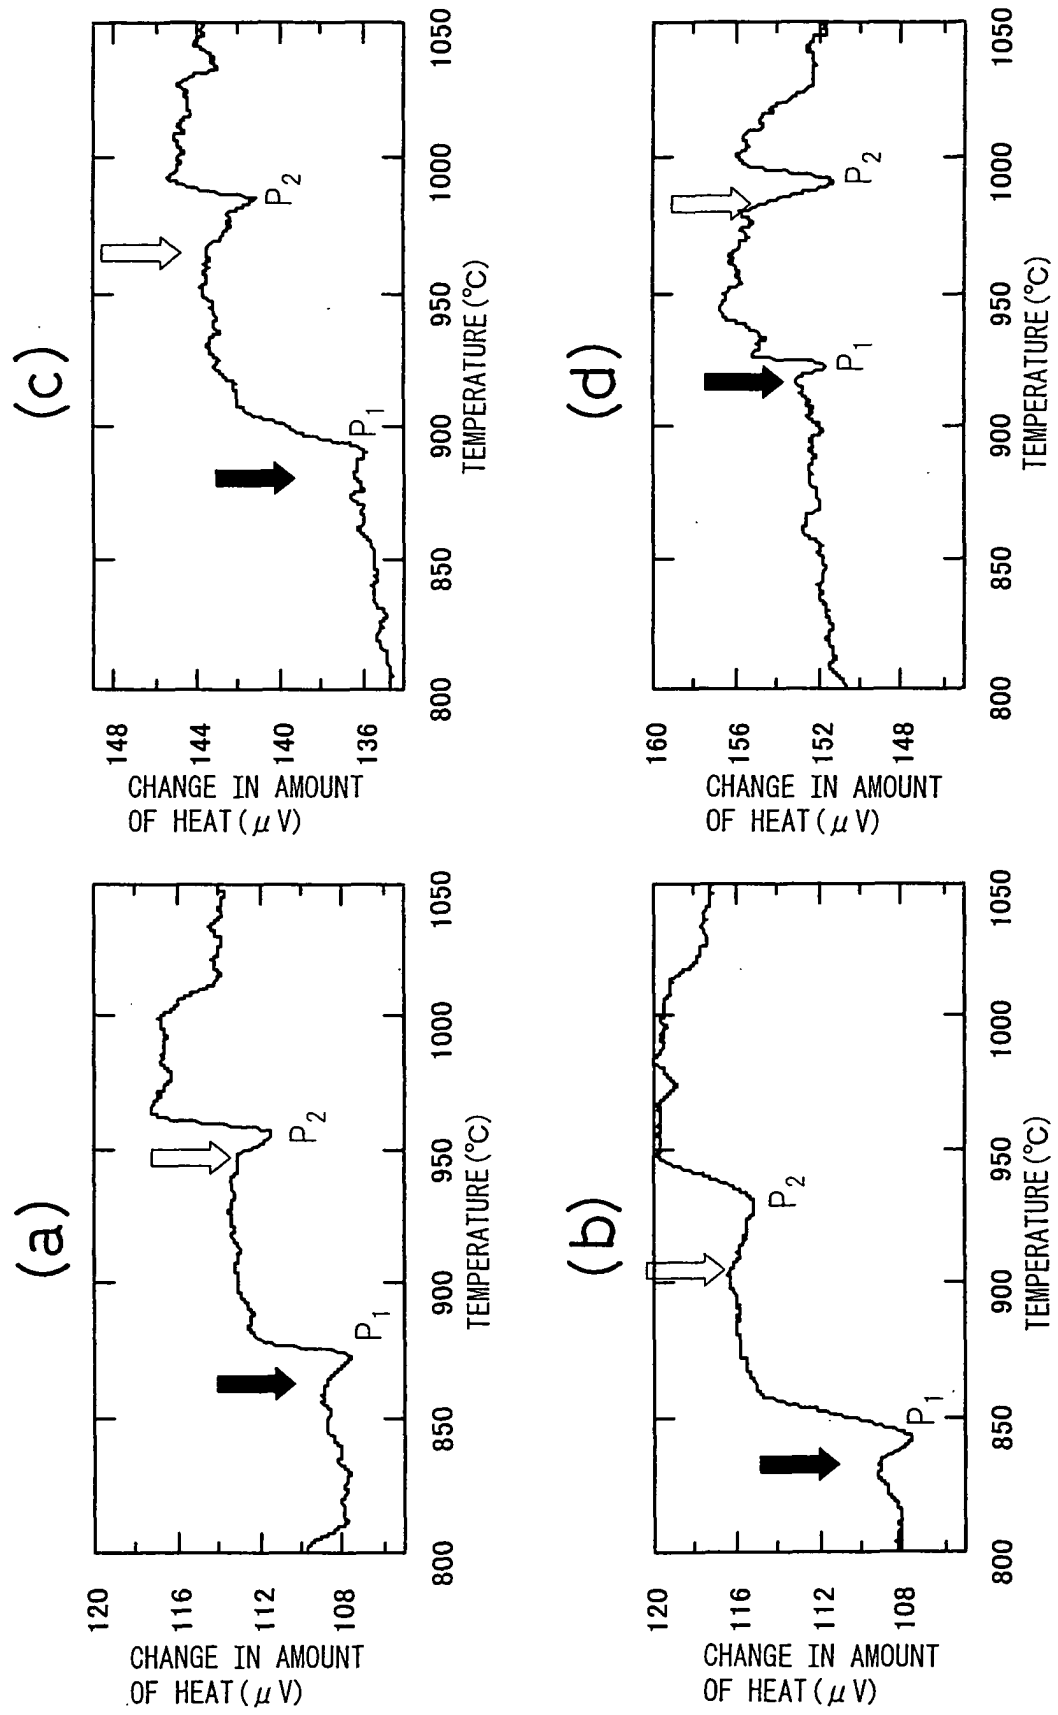 (a)
CHANGE IN AMOUNT
OF HEAT(μV)
120
116
112
108
P1
P2
800
850
900
950
1000
1050
TEMPERATURE(°C)
(c)
CHANGE IN AMOUNT
OF HEAT(μV)
148
144
140
136
P1
P2
800
850
900
950
1000
1050
TEMPERATURE(°C)
(b)
CHANGE IN AMOUNT
OF HEAT(μV)
120
116
112
108
P1
P2
800
850
900
950
1000
1050
TEMPERATURE(°C)
(d)
CHANGE IN AMOUNT
OF HEAT(μV)
160
156
152
148
P1
P2
800
850
900
950
1000
1050
TEMPERATURE(°C)